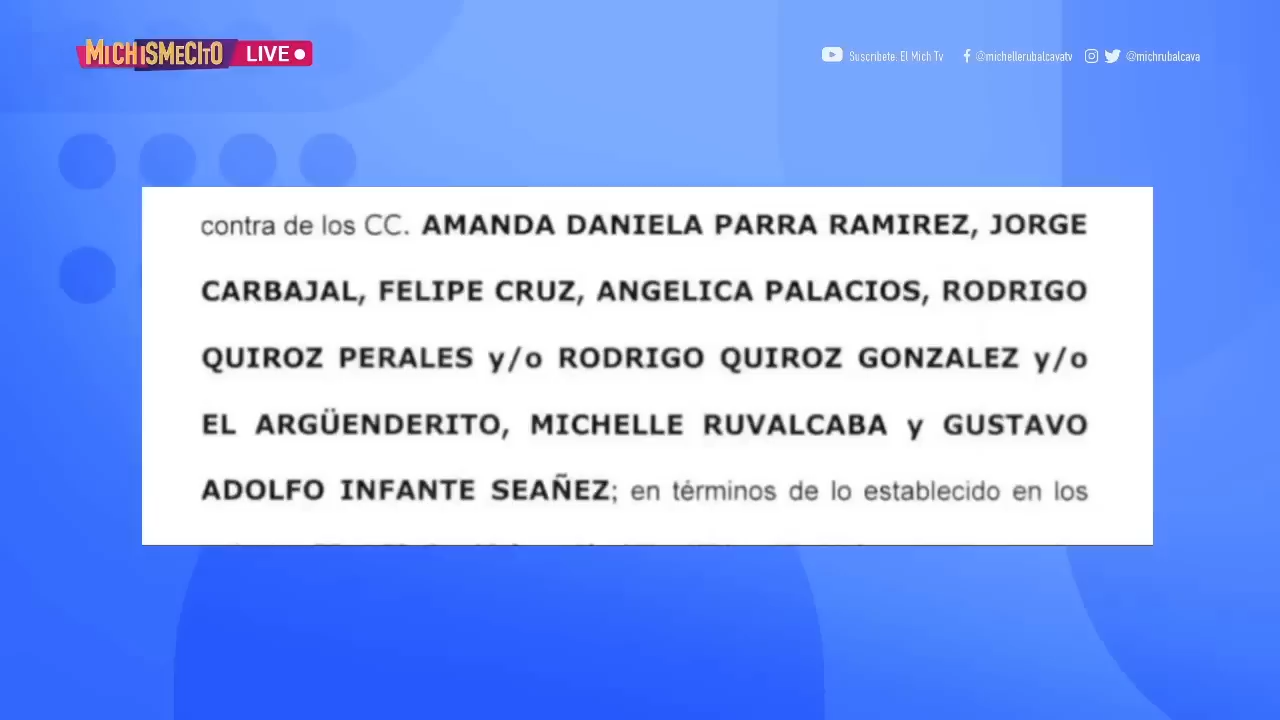 MICHISMECITO LIVE
Suscribete: El Mich Tv @michellerubalcavatv @michrubalcava
contra de los CC. AMANDA DANIELA PARRA RAMIREZ, JORGE
CARBAJAL, FELIPE CRUZ, ANGELICA PALACIOS, RODRIGO
QUIROZ PERALES y/o RODRIGO QUIROZ GONZALEZ y/o
EL ARGÜENDERITO, MICHELLE RUVALCABA y GUSTAVO
ADOLFO INFANTE SEAÑEZ; en términos de lo establecido en los